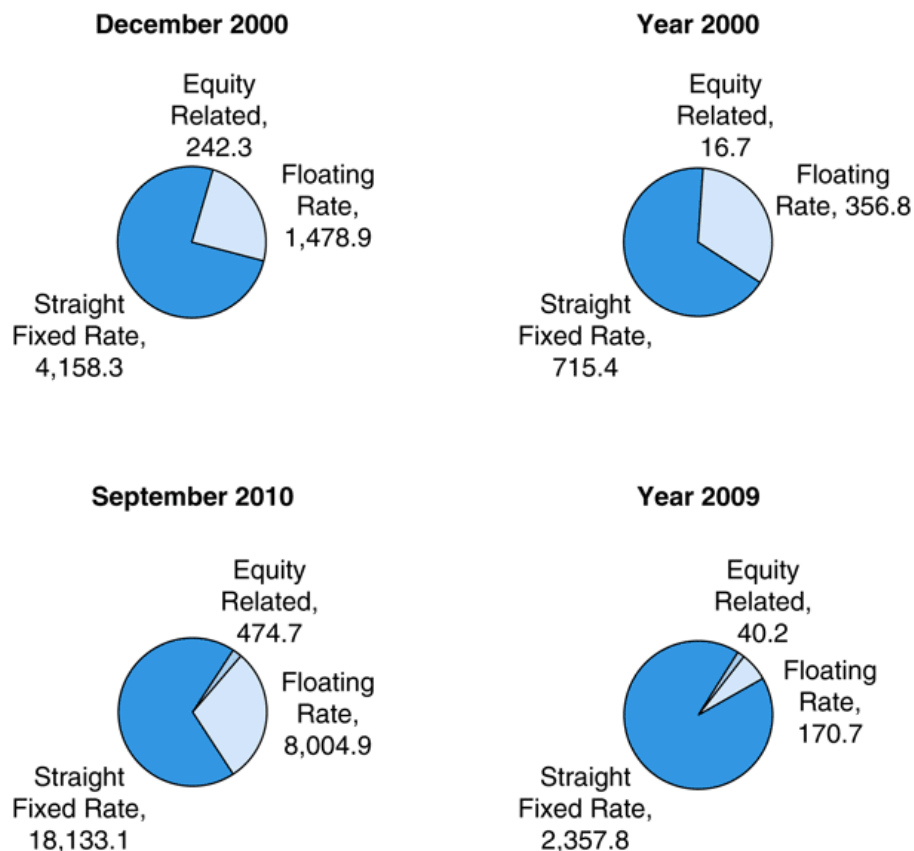 December 2000
Equity
Related,
242.3
Floating
Rate,
1,478.9
Straight
Fixed Rate,
4,158.3
Year 2000
Equity
Related,
16.7
Floating
Rate, 356.8
Straight
Fixed Rate,
715.4
September 2010
Equity
Related,
474.7
Floating
Rate,
8,004.9
Straight
Fixed Rate,
18,133.1
Year 2009
Equity
Related,
40.2
Floating
Rate,
170.7
Straight
Fixed Rate,
2,357.8